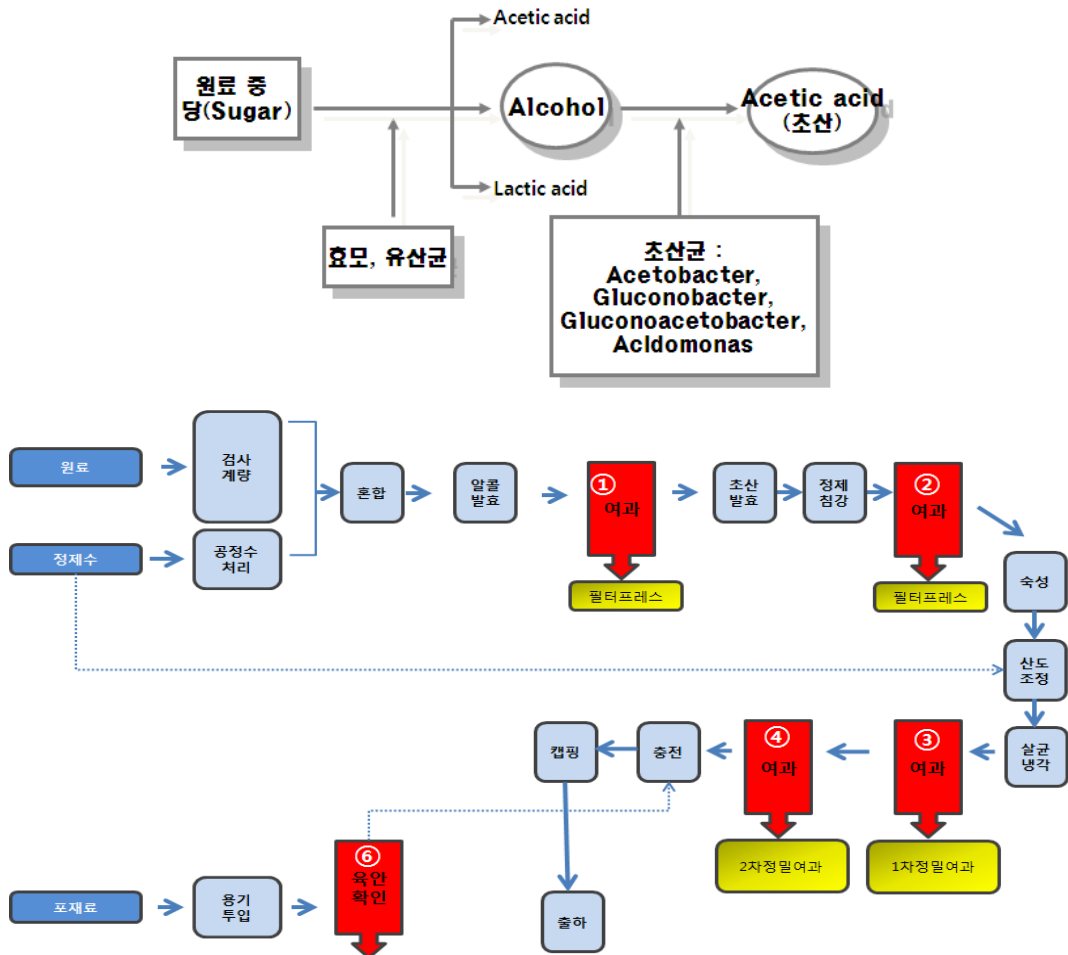 Acetic acid
원료 중
당(Sugar)
Alcohol
Acetic acid
(초산)
Lactic acid
효모, 유산균
초산균 :
Acetobacter,
Gluconobacter,
Gluconoacetobacter,
Acldomonas
원료
검사
계량
혼합
알콜
발효
①
여과
초산
발효
정제
침강
②
여과
정제수
공정수
처리
필터프레스
필터프레스
숙성
산도
조정
캡핑
충전
④
여과
③
여과
살균
냉각
2차정밀여과
1차정밀여과
포재료
용기
투입
⑥
육안
확인
출하